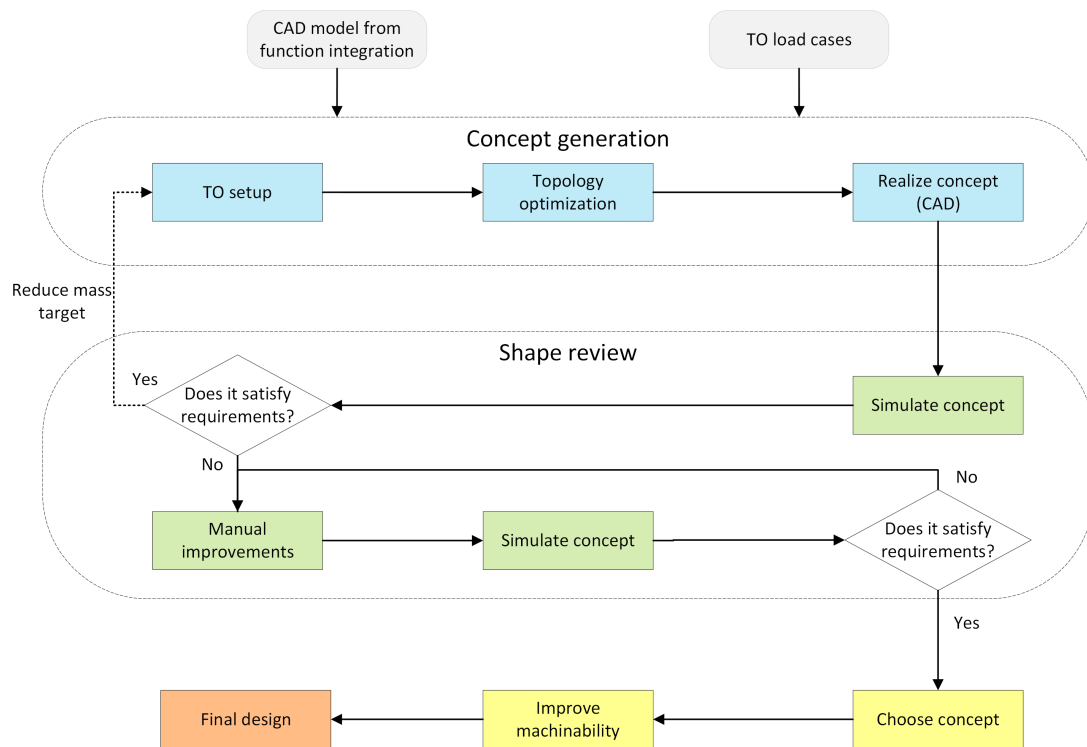 CAD model from
function integration
TO load cases
Concept generation
TO setup
Topology
optimization
Realize concept
(CAD)
Reduce mass
target
Shape review
Yes
Does it satisfy
requirements?
Simulate concept
No
No
Manual
improvements
Simulate concept
Does it satisfy
requirements?
Yes
Final design
Improve
machinability
Choose concept